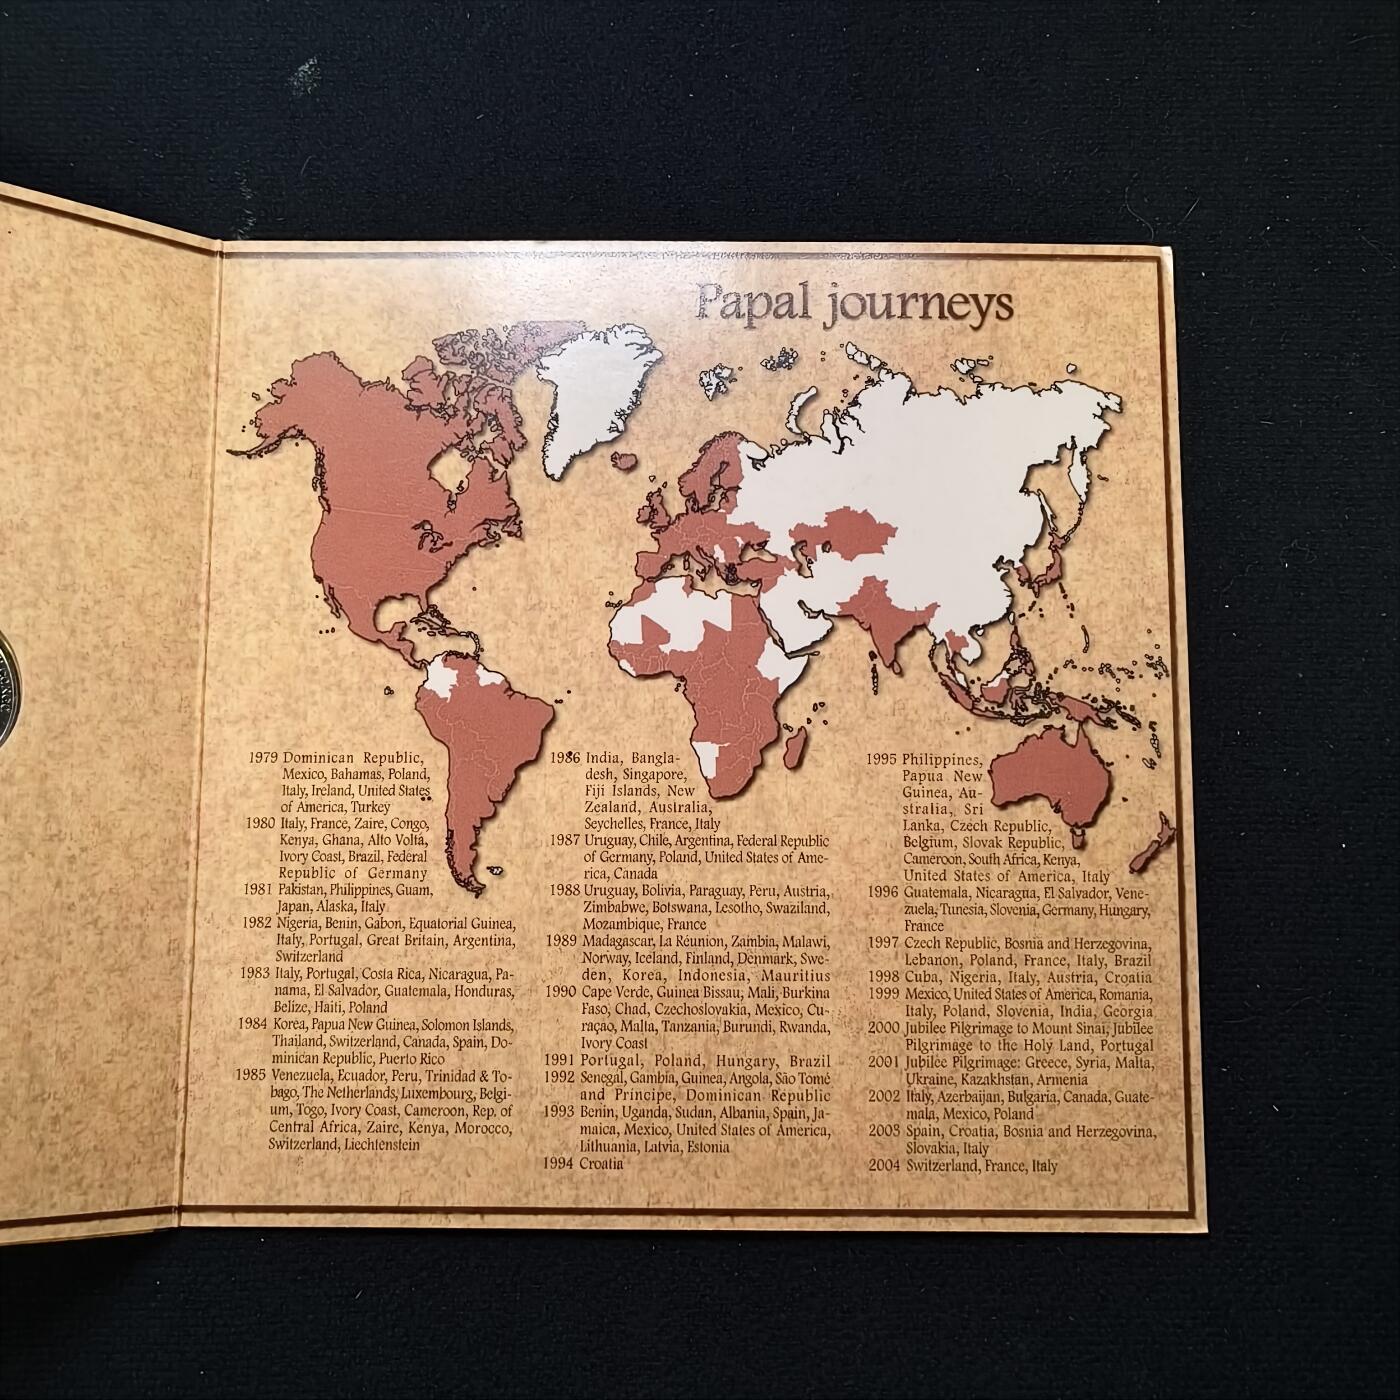 Papal journeys
1979 Dominican Republic,
Mexico, Bahamas, Poland,
Italy, Ireland, United States
of America, Turkey
1980 Italy, France, Zaire, Congo,
Kenya, Ghana, Alto Volta,
Ivory Coast, Brazil, Federal
Republic of Germany
1981 Pakistan, Philippines, Guam,
Japan, Alaska, Italy
1982 Nigeria, Benin, Gabon, Equatorial Guinea,
Italy, Portugal, Great Britain, Argentina,
Switzerland
1983 Italy, Portugal, Costa Rica, Nicaragua, Pa-
nama, El Salvador, Guatemala, Honduras,
Belize, Haiti, Poland
1984 Korea, Papua New Guinea, Solomon Islands,
Thailand, Switzerland, Canada, Spain, Do-
minican Republic, Puerto Rico
1985 Venezuela, Ecuador, Peru, Trinidad & To-
bago, The Netherlands, Luxembourg, Belgi-
um, Togo, Ivory Coast, Cameroon, Rep. of
Central Africa, Zaire, Kenya, Morocco,
Switzerland, Liechtenstein
1986 India, Bangla-
desh, Singapore,
Fiji Islands, New
Zealand, Australia,
Seychelles, France, Italy
1987 Uruguay, Chile, Argentina, Federal Republic
of Germany, Poland, United States of Ame-
rica, Canada
1988 Uruguay, Bolivia, Paraguay, Peru, Austria,
Zimbabwe, Botswana, Lesotho, Swaziland,
Mozambique, France
1989 Madagascar, La Réunion, Zambia, Malawi,
Norway, Iceland, Finland, Denmark, Swe-
den, Korea, Indonesia, Mauritius
1990 Cape Verde, Guinea Bissau, Mali, Burkina
Faso, Chad, Czechoslovakia, Mexico, Cu-
raçao, Malta, Tanzania, Burundi, Rwanda,
Ivory Coast
1991 Portugal, Poland, Hungary, Brazil
1992 Senegal, Gambia, Guinea, Angola, São Tomé
and Príncipe, Dominican Republic
1993 Benin, Uganda, Sudan, Albania, Spain, Ja-
maica, Mexico, United States of America,
Lithuania, Latvia, Estonia
1994 Croatia
1995 Philippines,
Papua New
Guinea, Au-
stralia, Sri
Lanka, Czech Republic,
Belgium, Slovak Republic,
Cameroon, South Africa, Kenya,
United States of America, Italy
1996 Guatemala, Nicaragua, El Salvador, Vene-
zuela, Tunesia, Slovenia, Germany, Hungary,
France
1997 Czech Republic, Bosnia and Herzegovina,
Lebanon, Poland, France, Italy, Brazil
1998 Cuba, Nigeria, Italy, Austria, Croatia
1999 Mexico, United States of America, Romania,
Italy, Poland, Slovenia, India, Georgia
2000 Jubilee Pilgrimage to Mount Sinai, Jubilee
Pilgrimage to the Holy Land, Portugal
2001 Jubilee Pilgrimage: Greece, Syria, Malta,
Ukraine, Kazakhstan, Armenia
2002 Italy, Azerbaijan, Bulgaria, Canada, Guate-
mala, Mexico, Poland
2003 Spain, Croatia, Bosnia and Herzegovina,
Slovakia, Italy
2004 Switzerland, France, Italy